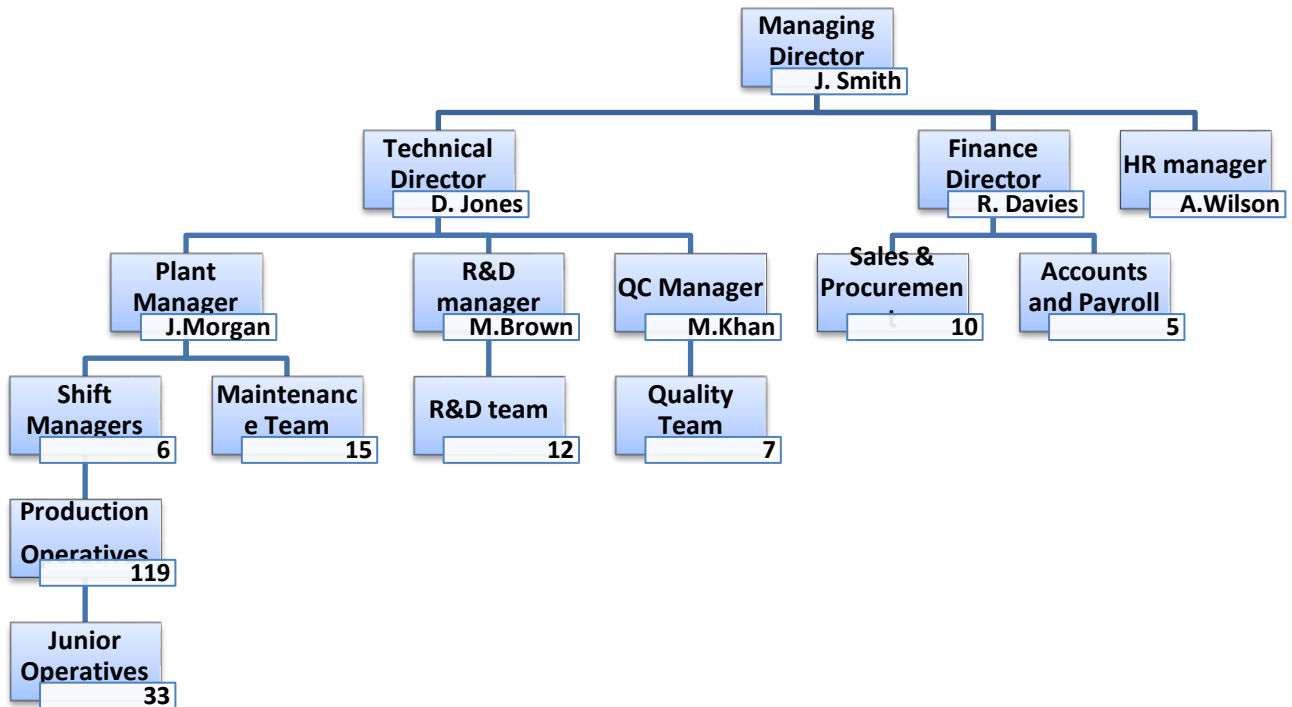 Managing
Director
J. Smith
Technical
Director
D. Jones
Finance
Director
R. Davies
HR manager
A.Wilson
Plant
Manager
J.Morgan
R&D
manager
M.Brown
QC Manager
M.Khan
Sales &
Procuremen
t
10
Accounts
and Payroll
5
Shift
Managers
6
Maintenanc
e Team
15
R&D team
12
Quality
Team
7
Production
Operatives
119
Junior
Operatives
33